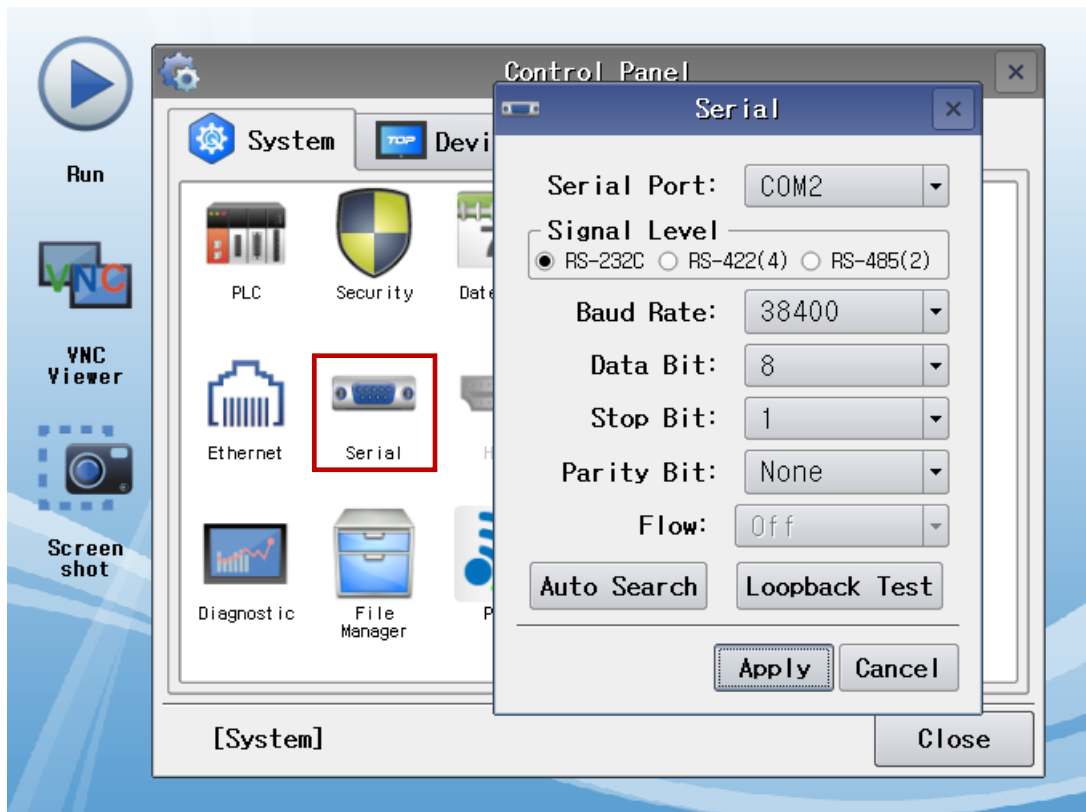 Control Panel
Serial
System
TOP
Devi
Run
VNC
VNC
Viewer
Screen
shot
PLC
Security
Date
7
Ethernet
Serial
H
Diagnostic
File
Manager
P
Serial Port:
COM2
Signal Level
RS-232C
RS-422(4)
RS-485(2)
Baud Rate:
38400
Data Bit:
8
Stop Bit:
1
Parity Bit:
None
Flow:
Off
Auto Search
Loopback Test
Apply
Cancel
[System]
Close